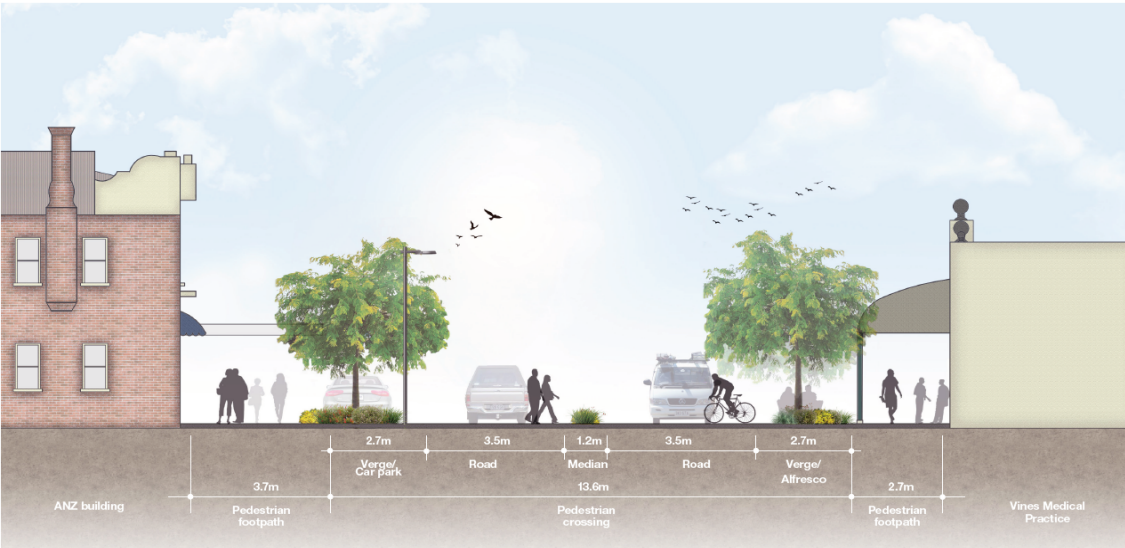 2.7m
3.5m
1.2m
3.5m
2.7m
Verge/
Car park
Road
Median
Road
Verge/
Alfresco
3.7m
13.6m
2.7m
ANZ building
Pedestrian
footpath
Pedestrian
crossing
Pedestrian
footpath
Vines Medical
Practice